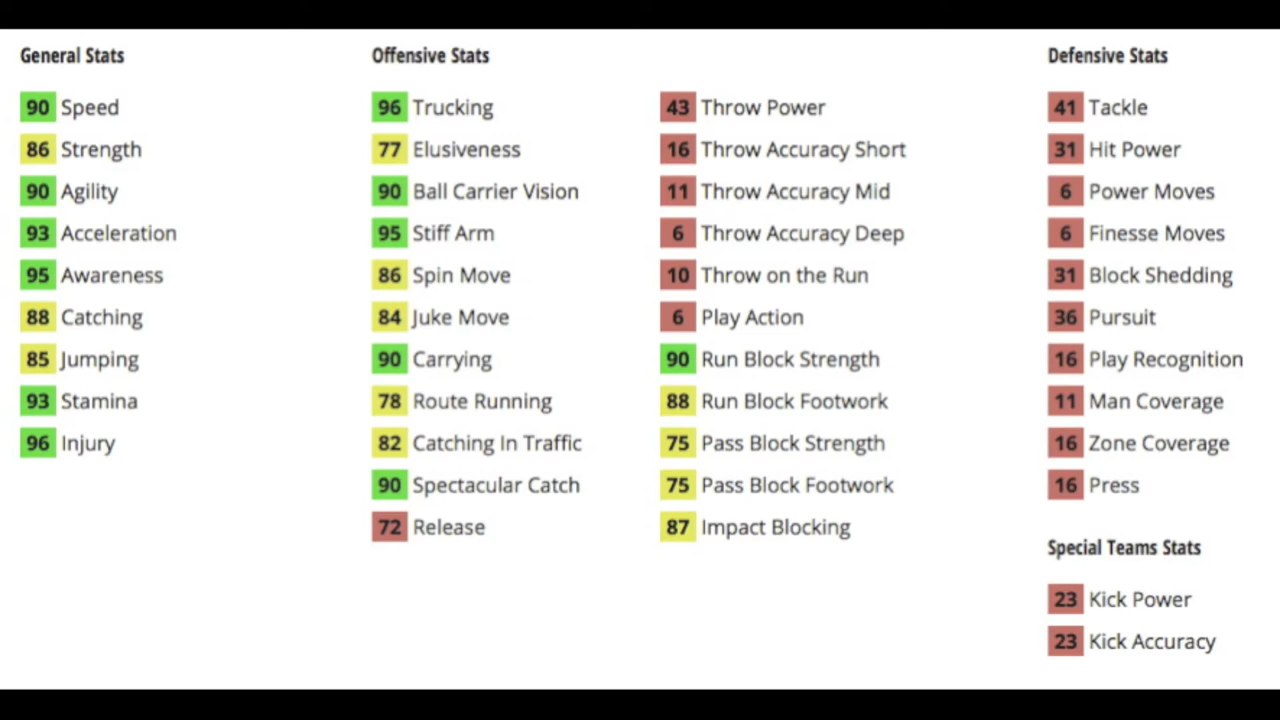 General Stats
90 Speed
86 Strength
90 Agility
93 Acceleration
95 Awareness
88 Catching
85 Jumping
93 Stamina
96 Injury
Offensive Stats
96 Trucking
77 Elusiveness
90 Ball Carrier Vision
95 Stiff Arm
86 Spin Move
84 Juke Move
90 Carrying
78 Route Running
82 Catching In Traffic
90 Spectacular Catch
72 Release
43 Throw Power
16 Throw Accuracy Short
11 Throw Accuracy Mid
6 Throw Accuracy Deep
10 Throw on the Run
6 Play Action
90 Run Block Strength
88 Run Block Footwork
75 Pass Block Strength
75 Pass Block Footwork
87 Impact Blocking
Defensive Stats
41 Tackle
31 Hit Power
6 Power Moves
6 Finesse Moves
31 Block Shedding
36 Pursuit
16 Play Recognition
11 Man Coverage
16 Zone Coverage
16 Press
Special Teams Stats
23 Kick Power
23 Kick Accuracy